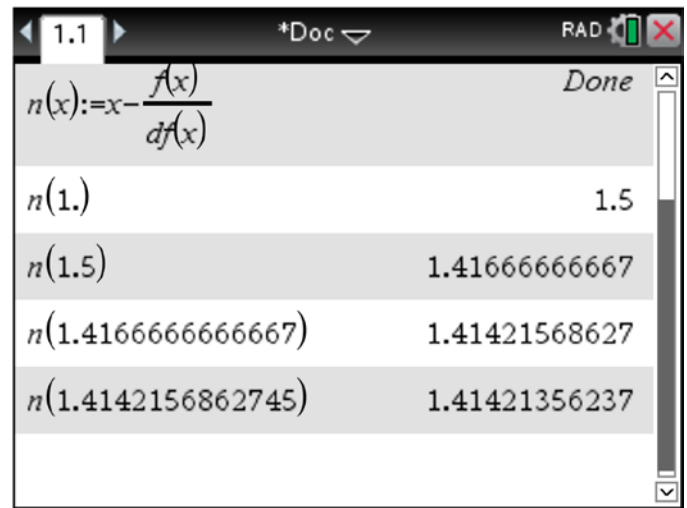 1.1 *Doc RAD
n(x):=x-f(x)/df(x) Done
n(1.) 1.5
n(1.5) 1.41666666667
n(1.4166666666667) 1.41421568627
n(1.4142156862745) 1.41421356237